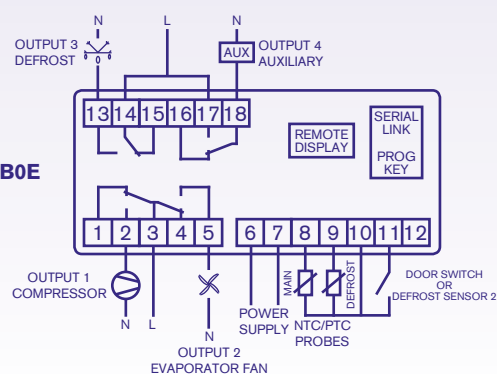 N L N
OUTPUT 3
DEFROST
AUX
OUTPUT 4
AUXILIARY
13 14 15 16 17 18
REMOTE
DISPLAY
SERIAL
LINK
PROG
KEY
B0E
1 2 3 4 5
6 7 8 9 10 11 12
OUTPUT 1
COMPRESSOR
MAIN
DEFROST
DOOR SWITCH
OR
DEFROST SENSOR 2
N L
N
POWER
SUPPLY
NTC/PTC
PROBES
OUTPUT 2
EVAPORATOR FAN